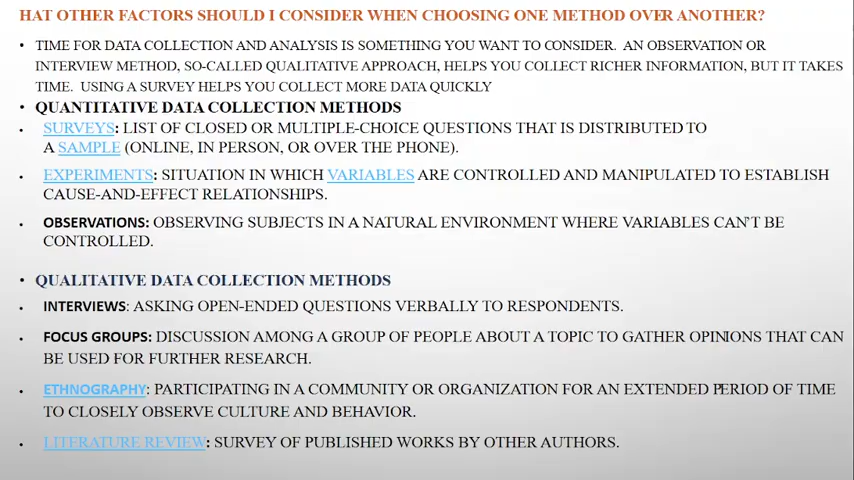 HAT OTHER FACTORS SHOULD I CONSIDER WHEN CHOOSING ONE METHOD OVER ANOTHER?
• TIME FOR DATA COLLECTION AND ANALYSIS IS SOMETHING YOU WANT TO CONSIDER. AN OBSERVATION OR
INTERVIEW METHOD, SO-CALLED QUALITATIVE APPROACH, HELPS YOU COLLECT RICHER INFORMATION, BUT IT TAKES
TIME. USING A SURVEY HELPS YOU COLLECT MORE DATA QUICKLY
• QUANTITATIVE DATA COLLECTION METHODS
• SURVEYS: LIST OF CLOSED OR MULTIPLE-CHOICE QUESTIONS THAT IS DISTRIBUTED TO
A SAMPLE (ONLINE, IN PERSON, OR OVER THE PHONE).
• EXPERIMENTS: SITUATION IN WHICH VARIABLES ARE CONTROLLED AND MANIPULATED TO ESTABLISH
CAUSE-AND-EFFECT RELATIONSHIPS.
• OBSERVATIONS: OBSERVING SUBJECTS IN A NATURAL ENVIRONMENT WHERE VARIABLES CAN'T BE
CONTROLLED.
• QUALITATIVE DATA COLLECTION METHODS
• INTERVIEWS: ASKING OPEN-ENDED QUESTIONS VERBALLY TO RESPONDENTS.
• FOCUS GROUPS: DISCUSSION AMONG A GROUP OF PEOPLE ABOUT A TOPIC TO GATHER OPINIONS THAT CAN
BE USED FOR FURTHER RESEARCH.
• ETHNOGRAPHY: PARTICIPATING IN A COMMUNITY OR ORGANIZATION FOR AN EXTENDED PERIOD OF TIME
TO CLOSELY OBSERVE CULTURE AND BEHAVIOR.
• LITERATURE REVIEW: SURVEY OF PUBLISHED WORKS BY OTHER AUTHORS.